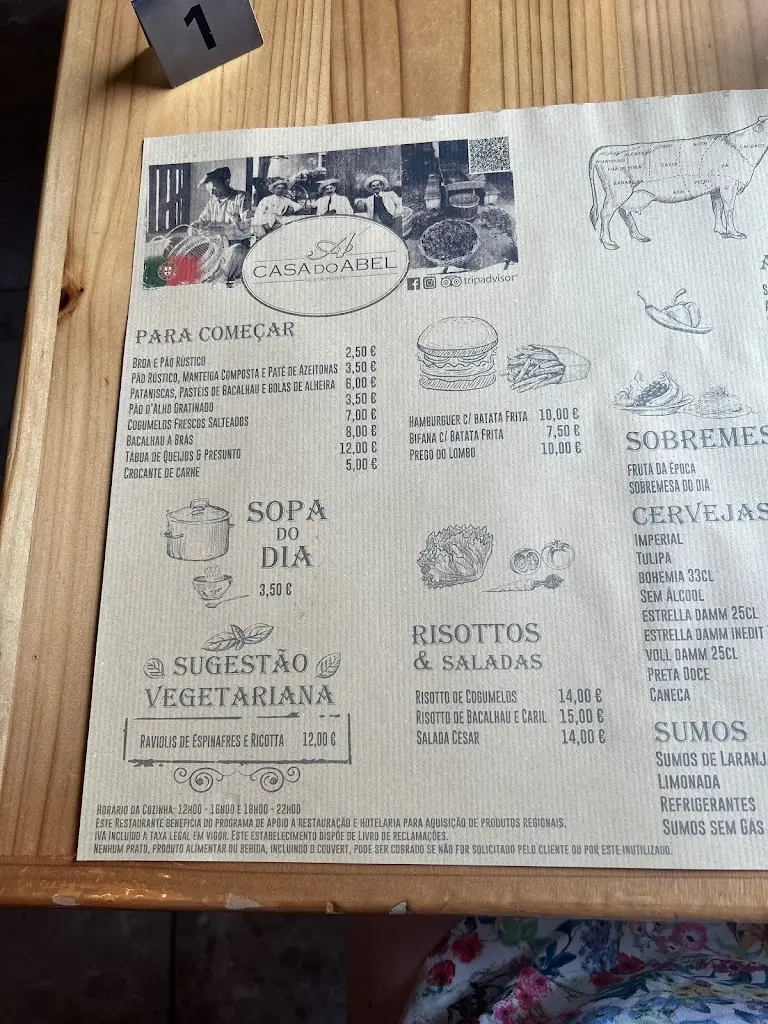 1
Ab
CASA DO ABEL
RESTAURANTE
tripadvisor
PARA COMEÇAR
BROA E PÃO RÚSTICO 2,50 €
PÃO RÚSTICO, MANTEIGA COMPOSTA E PATÉ DE AZEITONAS 3,50 €
PATANISCAS, PASTÉIS DE BACALHAU E BOLAS DE ALHEIRA 6,00 €
PÃO D'ALHO GRATINADO 3,50 €
COGUMELOS FRESCOS SALTEADOS 7,00 €
BACALHAU À BRÁS 8,00 €
TÁBUA DE QUEIJOS & PRESUNTO 12,00 €
CROCANTE DE CARNE 5,00 €
SOPA
DO
DIA
3,50 €
SUGESTÃO
VEGETARIANA
RAVIOLIS DE ESPINAFRES E RICOTTA 12,00 €
HAMBURGUER C/ BATATA FRITA 10,00 €
BIFANA C/ BATATA FRITA 7,50 €
PREGO DO LOMBO 10,00 €
RISOTTOS
& SALADAS
RISOTTO DE COGUMELOS 14,00 €
RISOTTO DE BACALHAU E CARIL 15,00 €
SALADA CESAR 14,00 €
SOBREMES
FRUTA DA ÉPOCA
SOBREMESA DO DIA
CERVEJAS
IMPERIAL
TULIPA
BOHEMIA 33CL
SEM ÁLCOOL
ESTRELLA DAMM 25CL
ESTRELLA DAMM INEDIT
VOLL DAMM 25CL
PRETA DOCE
CANECA
SUMOS
SUMOS DE LARANJ
LIMONADA
REFRIGERANTES
SUMOS SEM GÁS
HORÁRIO DA COZINHA: 12H00 - 16H00 E 18H00 - 22H00
ESTE RESTAURANTE BENEFICIA DO PROGRAMA DE APOIO À RESTAURAÇÃO E HOTELARIA PARA AQUISIÇÃO DE PRODUTOS REGIONAIS.
IVA INCLUIDO A TAXA LEGAL EM VIGOR. ESTE ESTABELECIMENTO DISPÕE DE LIVRO DE RECLAMAÇÕES.
NENHUM PRATO, PRODUTO ALIMENTAR OU BEBIDA, INCLUINDO O COUVERT, PODE SER COBRADO SE NÃO FOR SOLICITADO PELO CLIENTE OU POR ESTE INUTILIZADO.